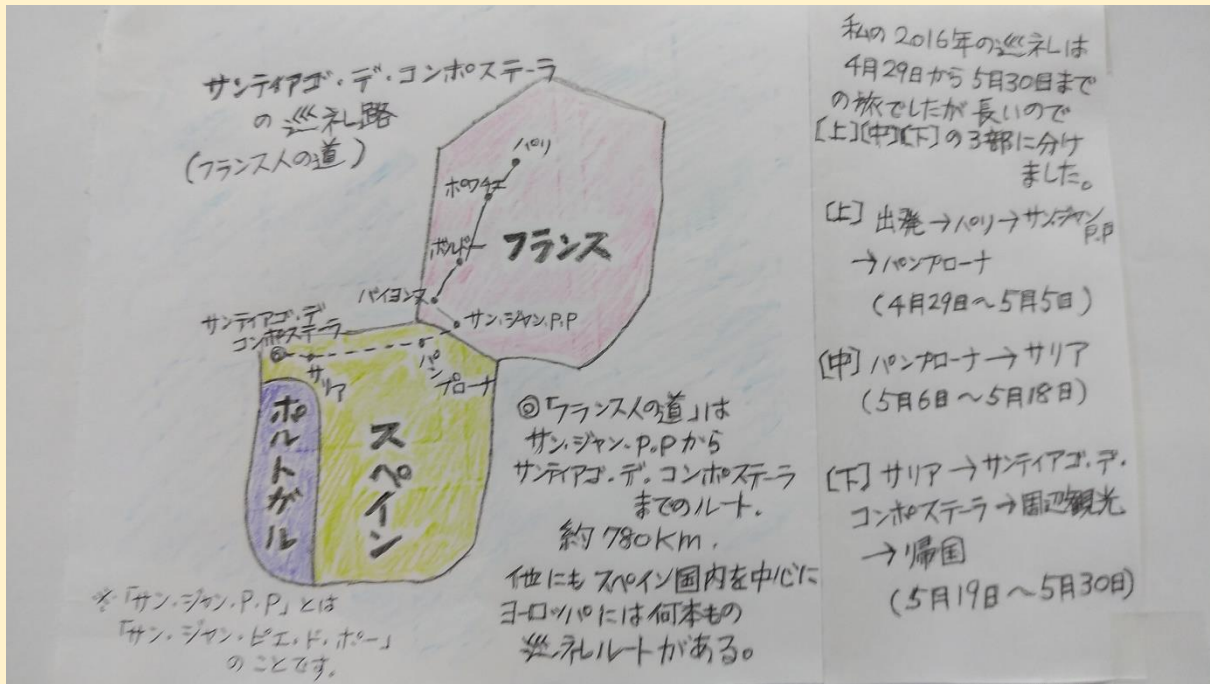 サンティアゴ・デ・コンポステーラ
の巡礼路
(フランス人の道)
パリ
ポワチエ
ボルドー
フランス
バイヨンヌ
サン・ジャン・P・P
サンティアゴ・デ
コンポステーラ
サリア
パン
プローナ
ポルトガル
スペイン
◎「フランス人の道」は
サン・ジャン・P.Pから
サンティアゴ・デ・コンポステーラ
までのルート.
約780Km.
他にもスペイン国内を中心に
ヨーロッパには何本もの
巡礼ルートがある。
※「サン・ジャン・P・P」とは
「サン・ジャン・ピエ・ド・ポー」
のことです。
私の2016年の巡礼は
4月29日から5月30日まで
の旅でしたが長いので
[上][中][下]の3部に分け
ました。
[上] 出発→パリ→サン・ジャンP.P
→パンプローナ
(4月29日〜5月5日)
[中] パンプローナ→サリア
(5月6日〜5月18日)
[下] サリア→サンティアゴ・デ・
コンポステーラ→周辺観光
→帰国
(5月19日〜5月30日)